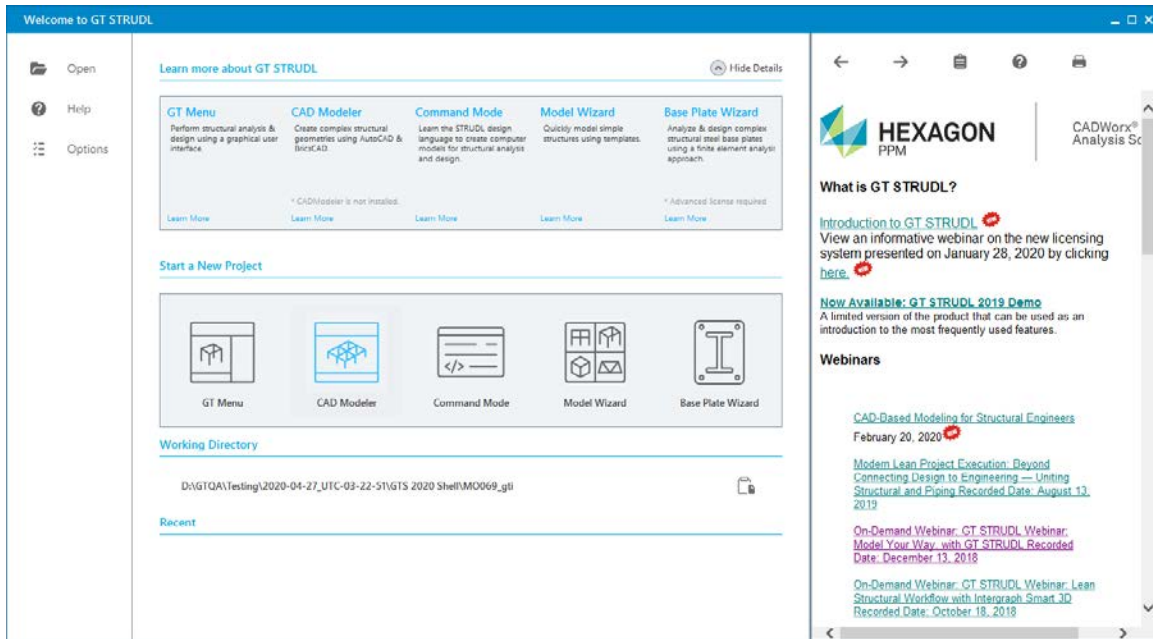 Welcome to GT STRUDL
Open
Help
Options
Learn more about GT STRUDL
Hide Details
GT Menu
Perform structural analysis &
design using a graphical user
interface.
Learn More
CAD Modeler
Create complex structural
geometries using AutoCAD &
BricsCAD.
* CADModeler is not installed.
Learn More
Command Mode
Learn the STRUDL design
language to create computer
models for structural analysis
and design.
Learn More
Model Wizard
Quickly model simple
structures using templates.
Learn More
Base Plate Wizard
Analyze & design complex
structural steel base plates
using a finite element analysis
approach.
* Advanced license required
Learn More
Start a New Project
GT Menu
CAD Modeler
Command Mode
Model Wizard
Base Plate Wizard
Working Directory
D:\GTQA\Testing\2020-04-27_UTC-03-22-51\GTS 2020 Shell\MO069_gti
Recent
HEXAGON
PPM
CADWorx®
Analysis So
What is GT STRUDL?
Introduction to GT STRUDL
View an informative webinar on the new licensing
system presented on January 28, 2020 by clicking
here.
Now Available: GT STRUDL 2019 Demo
A limited version of the product that can be used as an
introduction to the most frequently used features.
Webinars
CAD-Based Modeling for Structural Engineers
February 20, 2020
Modern Lean Project Execution: Beyond
Connecting Design to Engineering — Uniting
Structural and Piping Recorded Date: August 13,
2019
On-Demand Webinar: GT STRUDL Webinar:
Model Your Way, with GT STRUDL Recorded
Date: December 13, 2018
On-Demand Webinar: GT STRUDL Webinar: Lean
Structural Workflow with Intergraph Smart 3D
Recorded Date: October 18, 2018